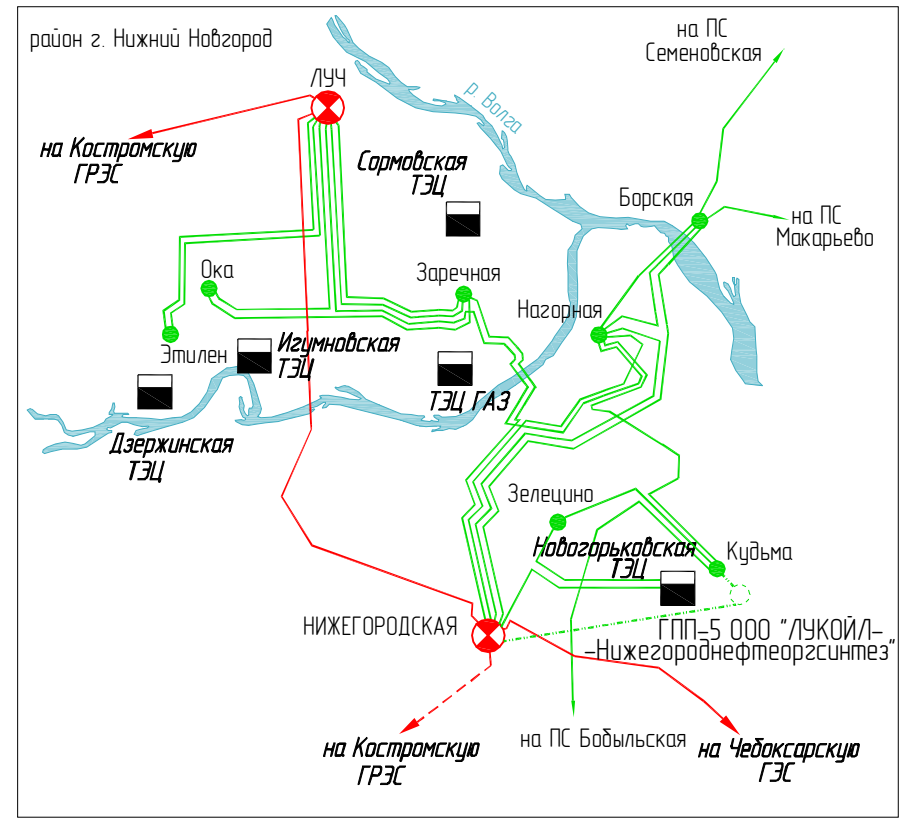 район г. Нижний Новгород
на ПС
Семеновская
ЛУЧ
р. Волга
на Костромскую
ГРЭС
Сормовская
ТЭЦ
Борская
на ПС
Макарьево
Ока
Заречная
Нагорная
Этилен
Игумновская
ТЭЦ
ТЭЦ ГАЗ
Дзержинская
ТЭЦ
Зелецино
Новогорьковская
ТЭЦ
Кудьма
НИЖЕГОРОДСКАЯ
ГПП-5 ООО "ЛУКОЙЛ-
-Нижегороднефтеоргсинтез"
на Костромскую
ГРЭС
на ПС Бобыльская
на Чебоксарскую
ГЭС